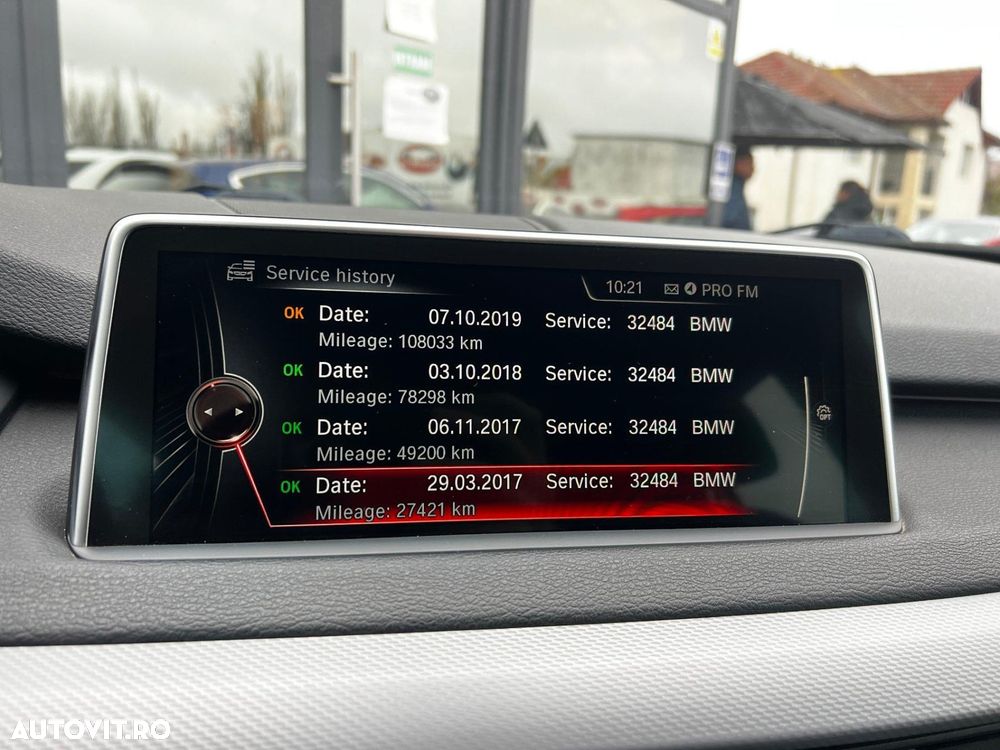 Service history
10:21 PRO FM
OK Date: 07.10.2019 Service: 32484 BMW
Mileage: 108033 km
OK Date: 03.10.2018 Service: 32484 BMW
Mileage: 78298 km
OK Date: 06.11.2017 Service: 32484 BMW
Mileage: 49200 km
OK Date: 29.03.2017 Service: 32484 BMW
Mileage: 27421 km
OPT
AUTOVIT.RO